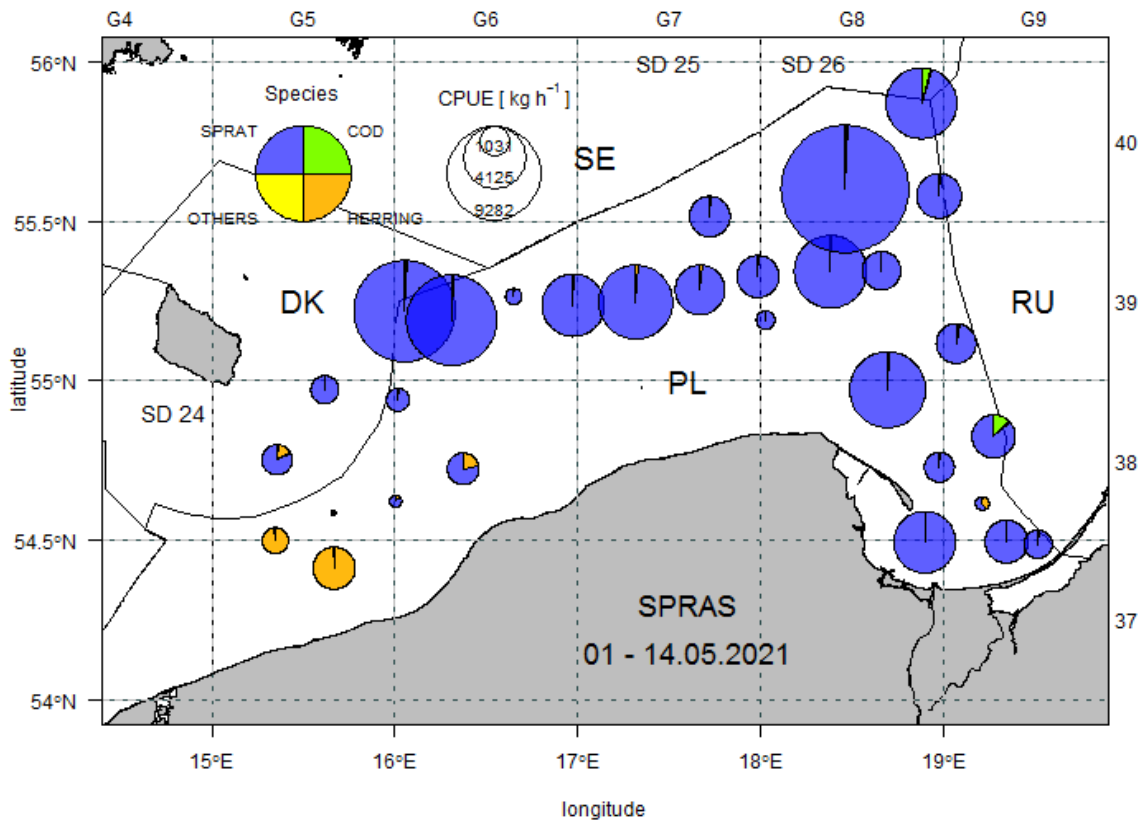 G4 G5 G6 G7 G8 G9
56°N
SD 25 SD 26
Species
CPUE [ kg h⁻¹ ]
SPRAT COD
1031
4125
9282
OTHERS HERRING
SE
40
55.5°N
DK
RU
39
55°N
PL
SD 24
latitude
38
54.5°N
SPRAS
37
01 - 14.05.2021
54°N
15°E 16°E 17°E 18°E 19°E
longitude